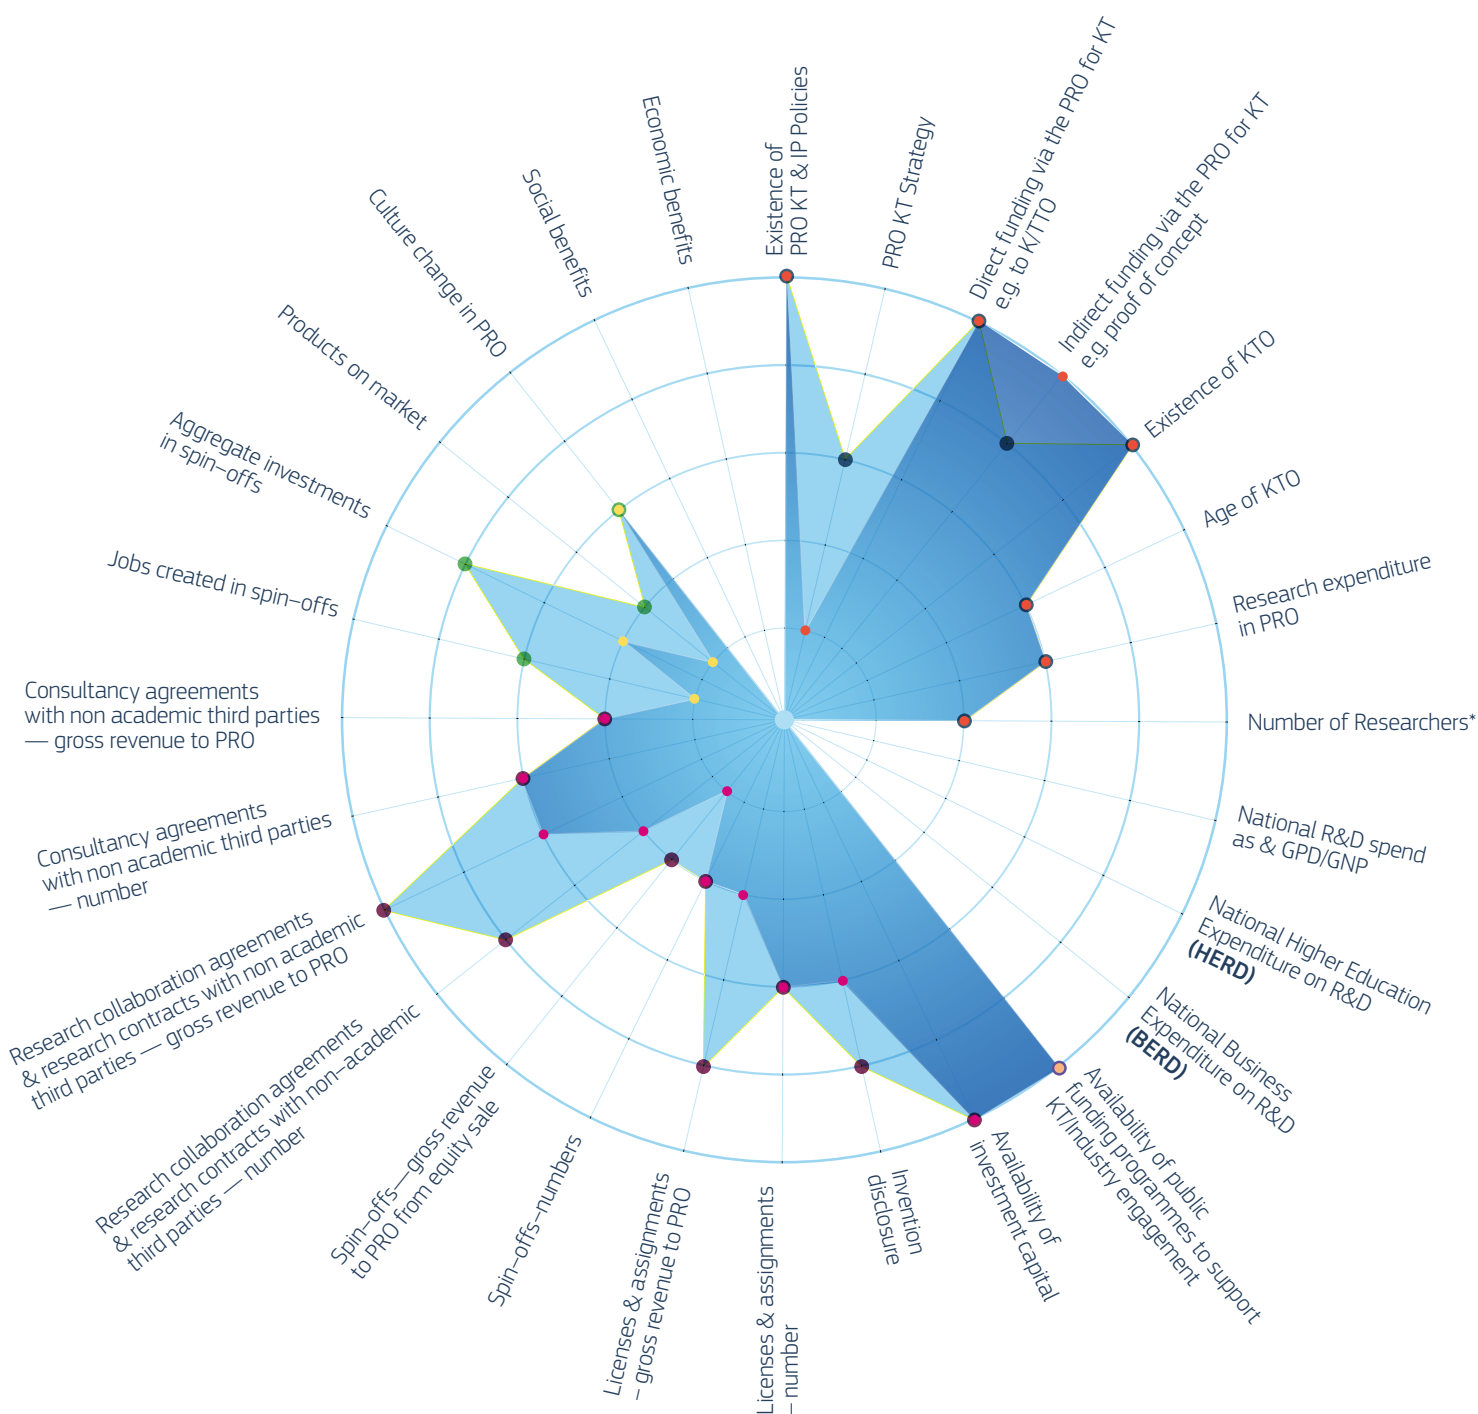 Existence of
PRO KT & IP Policies
PRO KT Strategy
Direct funding via the PRO for KT
e.g. to K/TTO
Indirect funding via the PRO for KT
e.g. proof of concept
Existence of KTO
Age of KTO
Research expenditure
in PRO
Number of Researchers*
National R&D spend
as & GPD/GNP
National Higher Education
Expenditure on R&D
(HERD)
National Business
Expenditure on R&D
(BERD)
Availability of public
funding programmes to support
KT/Industry engagement
Availability of
investment capital
Invention
disclosure
Licenses & assignments
– number
Licenses & assignments
– gross revenue to PRO
Spin–offs–numbers
Spin–offs—gross revenue
to PRO from equity sale
Research collaboration agreements
& research contracts with non–academic
third parties — number
Research collaboration agreements
& research contracts with non academic
third parties — gross revenue to PRO
Consultancy agreements
with non academic third parties
— number
Consultancy agreements
with non academic third parties
— gross revenue to PRO
Jobs created in spin–offs
Aggregate investments
in spin–offs
Products on market
Culture change in PRO
Social benefits
Economic benefits